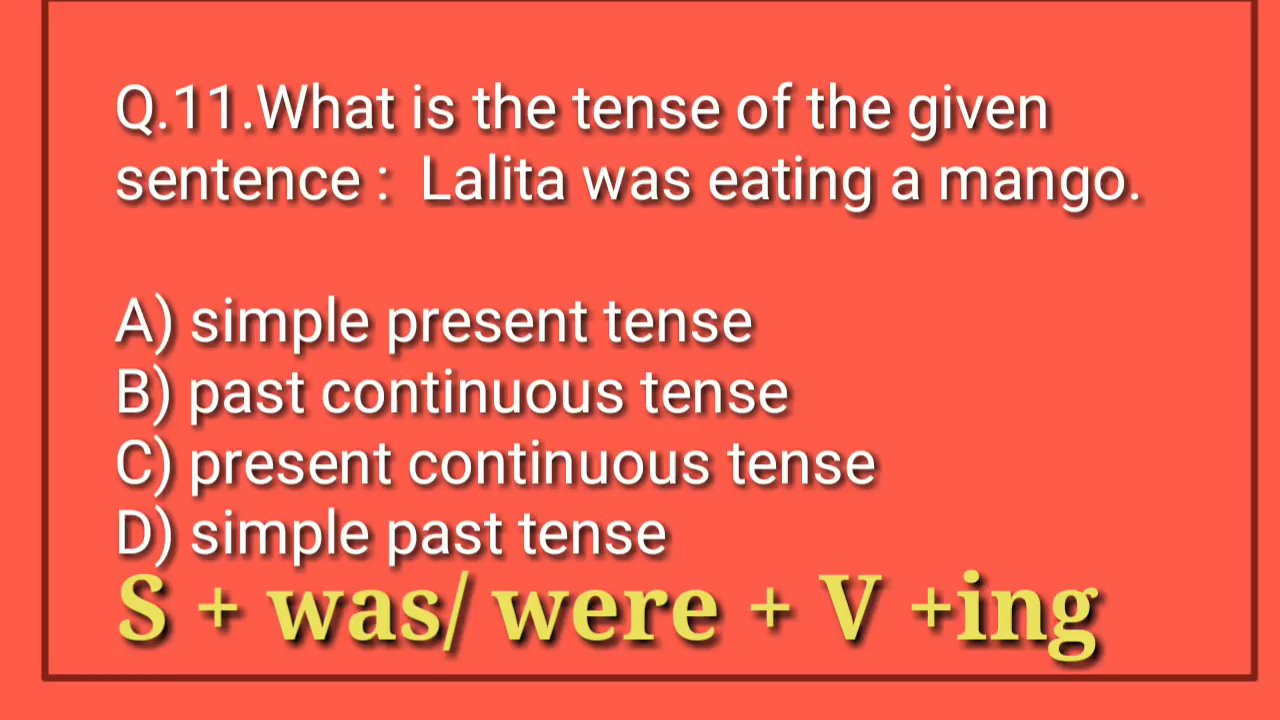 Q.11.What is the tense of the given
sentence :  Lalita was eating a mango.
A) simple present tense
B) past continuous tense
C) present continuous tense
D) simple past tense
S + was/ were + V +ing